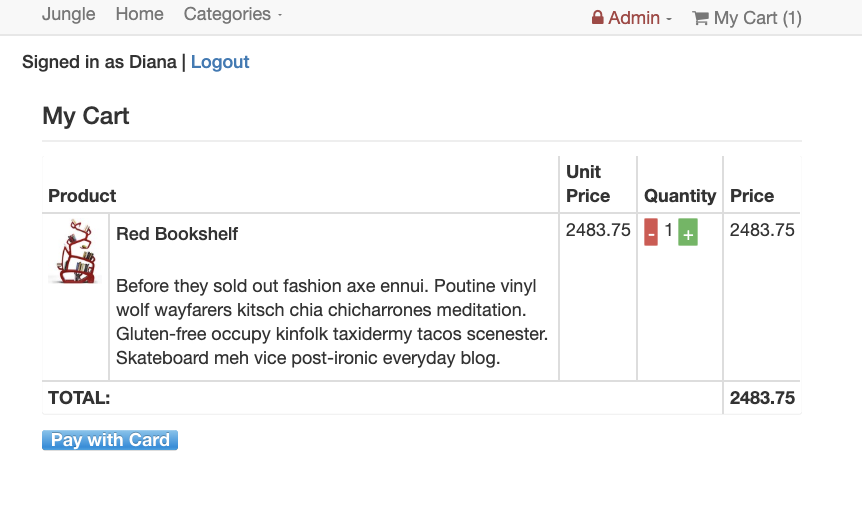 Jungle Home Categories Admin My Cart (1)
Signed in as Diana | Logout
My Cart
Product Unit Price Quantity Price
Red Bookshelf 2483.75 - 1 + 2483.75
Before they sold out fashion axe ennui. Poutine vinyl
wolf wayfarers kitsch chia chicharrones meditation.
Gluten-free occupy kinfolk taxidermy tacos scenester.
Skateboard meh vice post-ironic everyday blog.
TOTAL: 2483.75
Pay with Card